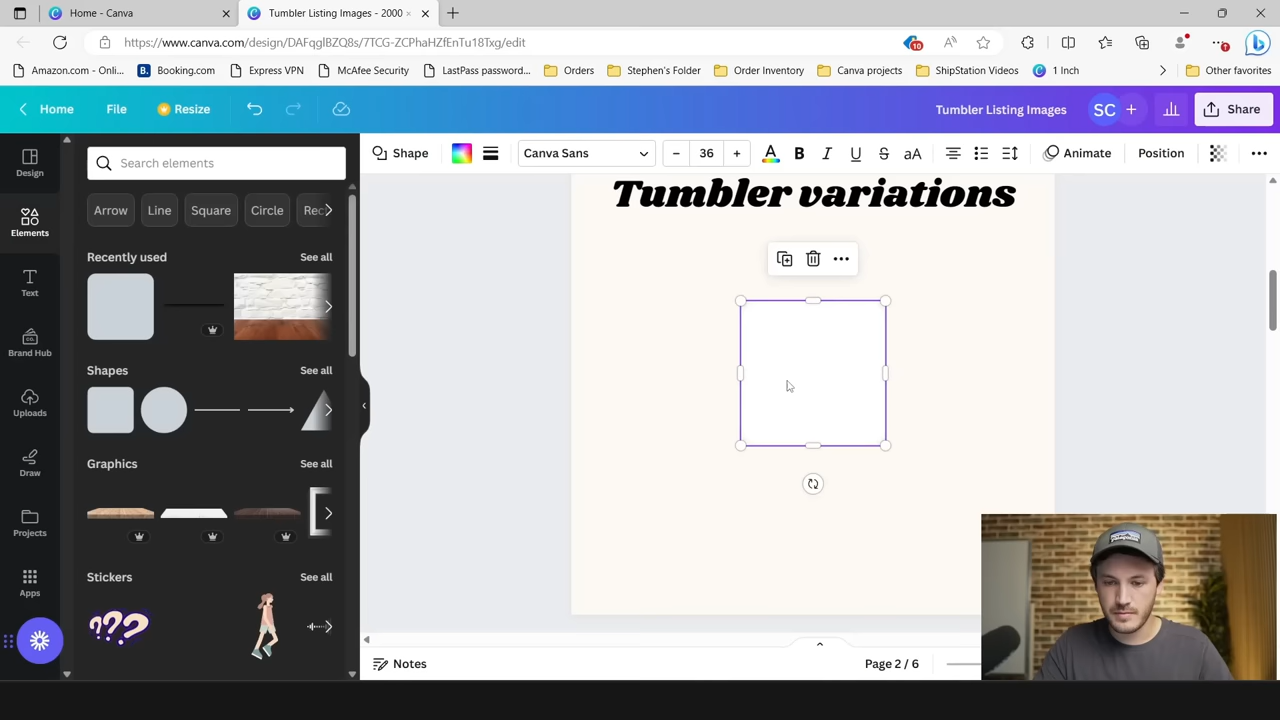 Home - Canva
Tumbler Listing Images - 2000
https://www.canva.com/design/DAFqglBZQ8s/7TCG-ZCPhaHZfEnTu18Txg/edit
10
Amazon.com - Onli...
Booking.com
Express VPN
McAfee Security
LastPass password...
Orders
Stephen's Folder
Order Inventory
Canva projects
ShipStation Videos
1 Inch
Other favorites
Home
File
Resize
Tumbler Listing Images
SC
Share
Shape
Canva Sans
36
A
B
I
U
S
aA
Animate
Position
Design
Elements
Text
Brand Hub
Uploads
Draw
Projects
Apps
Search elements
Arrow
Line
Square
Circle
Rec
Recently used
See all
Shapes
See all
Graphics
See all
Stickers
See all
???
Tumbler variations
Notes
Page 2 / 6